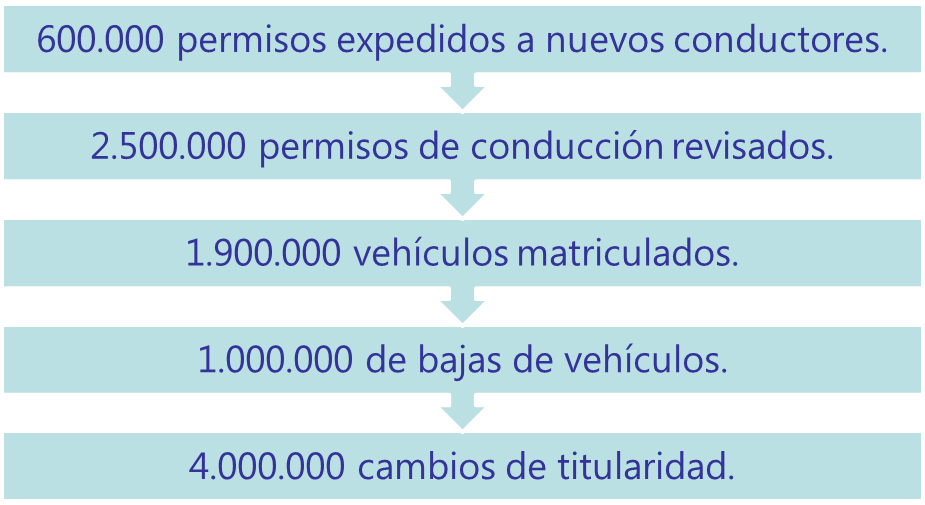 600.000 permisos expedidos a nuevos conductores.
2.500.000 permisos de conducción revisados.
1.900.000 vehículos matriculados.
1.000.000 de bajas de vehículos.
4.000.000 cambios de titularidad.